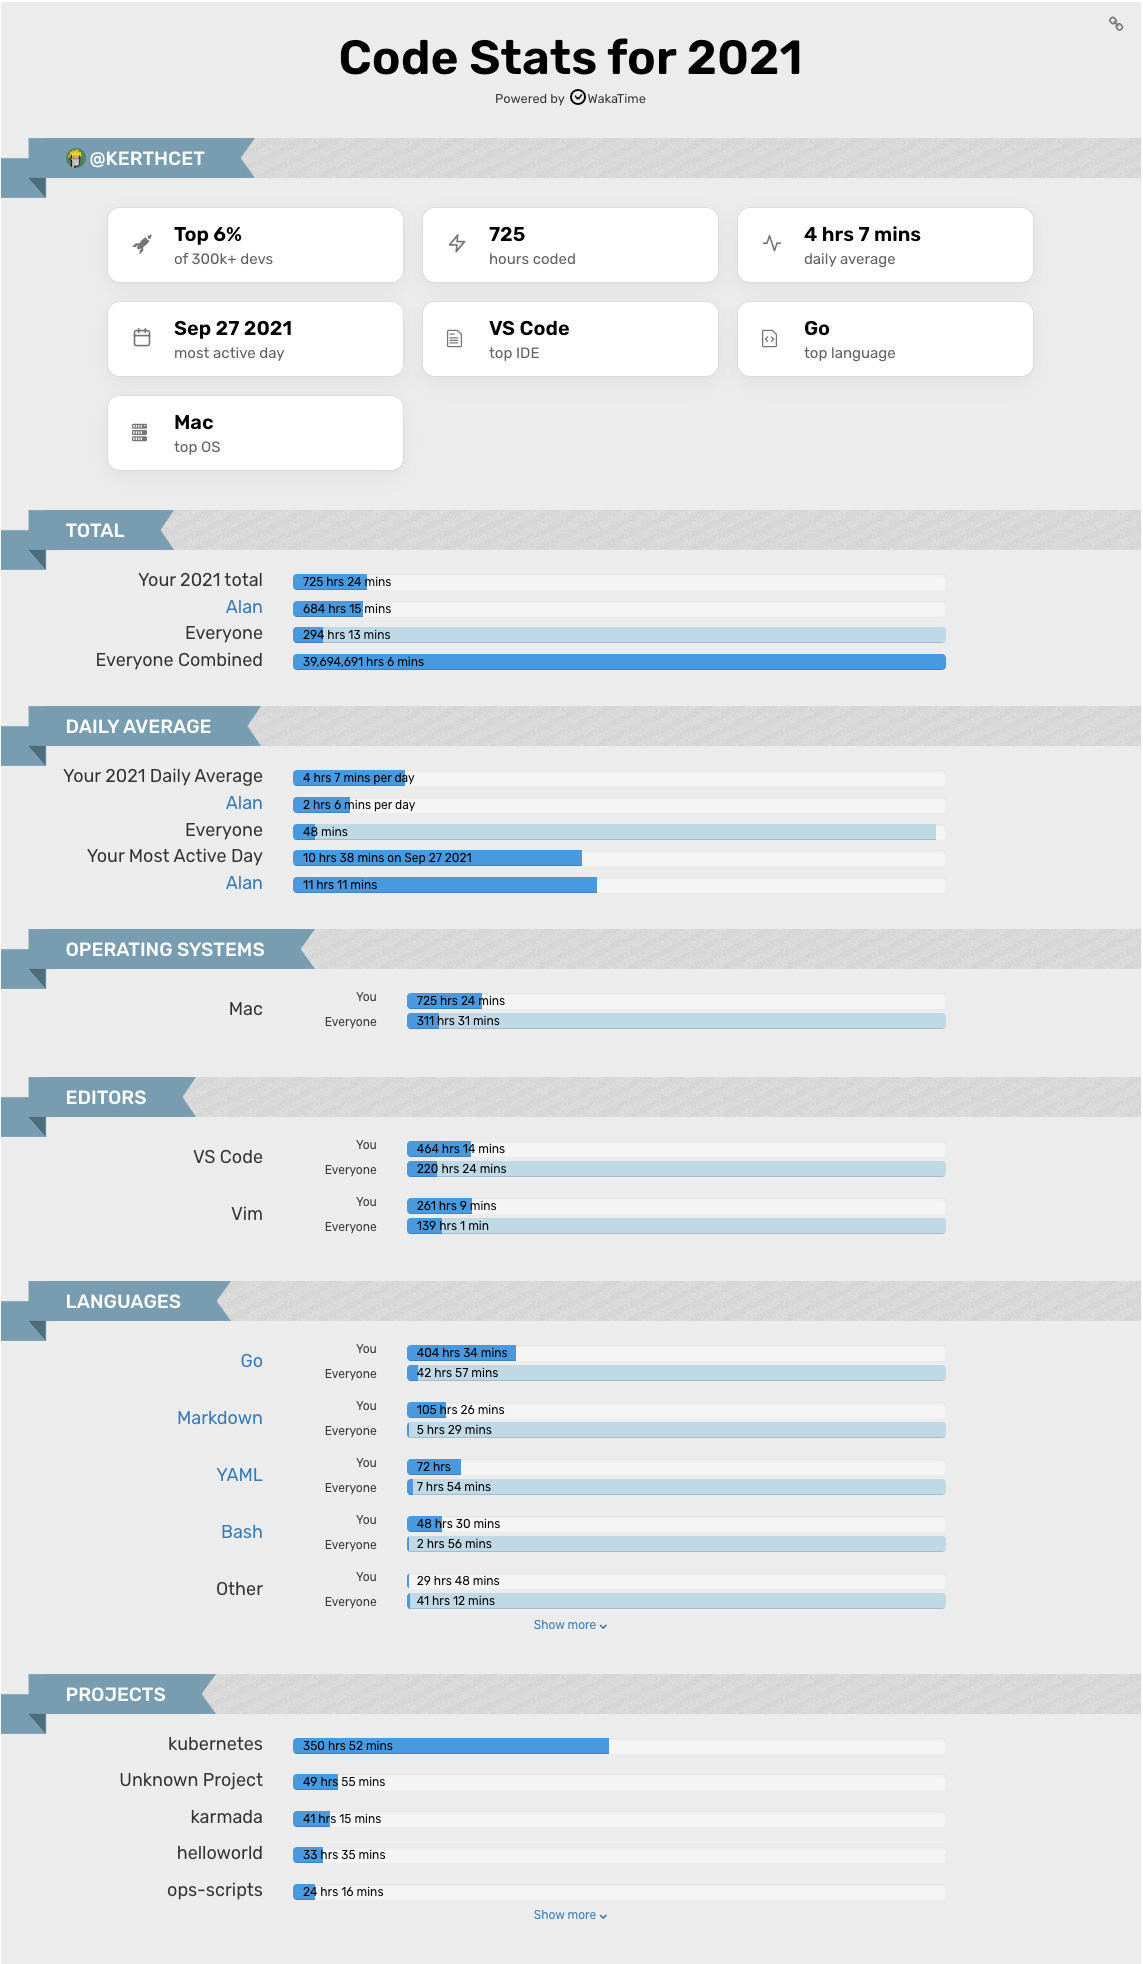 Code Stats for 2021
Powered by WakaTime
@KERTHCET
Top 6%
of 300k+ devs
725
hours coded
4 hrs 7 mins
daily average
Sep 27 2021
most active day
VS Code
top IDE
Go
top language
Mac
top OS
TOTAL
Your 2021 total 725 hrs 24 mins
Alan 684 hrs 15 mins
Everyone 294 hrs 13 mins
Everyone Combined 39,694,691 hrs 6 mins
DAILY AVERAGE
Your 2021 Daily Average 4 hrs 7 mins per day
Alan 2 hrs 6 mins per day
Everyone 48 mins
Your Most Active Day 10 hrs 38 mins on Sep 27 2021
Alan 11 hrs 11 mins
OPERATING SYSTEMS
Mac
You 725 hrs 24 mins
Everyone 311 hrs 31 mins
EDITORS
VS Code
You 464 hrs 14 mins
Everyone 220 hrs 24 mins
Vim
You 261 hrs 9 mins
Everyone 139 hrs 1 min
LANGUAGES
Go
You 404 hrs 34 mins
Everyone 42 hrs 57 mins
Markdown
You 105 hrs 26 mins
Everyone 5 hrs 29 mins
YAML
You 72 hrs
Everyone 7 hrs 54 mins
Bash
You 48 hrs 30 mins
Everyone 2 hrs 56 mins
Other
You 29 hrs 48 mins
Everyone 41 hrs 12 mins
Show more
PROJECTS
kubernetes 350 hrs 52 mins
Unknown Project 49 hrs 55 mins
karmada 41 hrs 15 mins
helloworld 33 hrs 35 mins
ops-scripts 24 hrs 16 mins
Show more